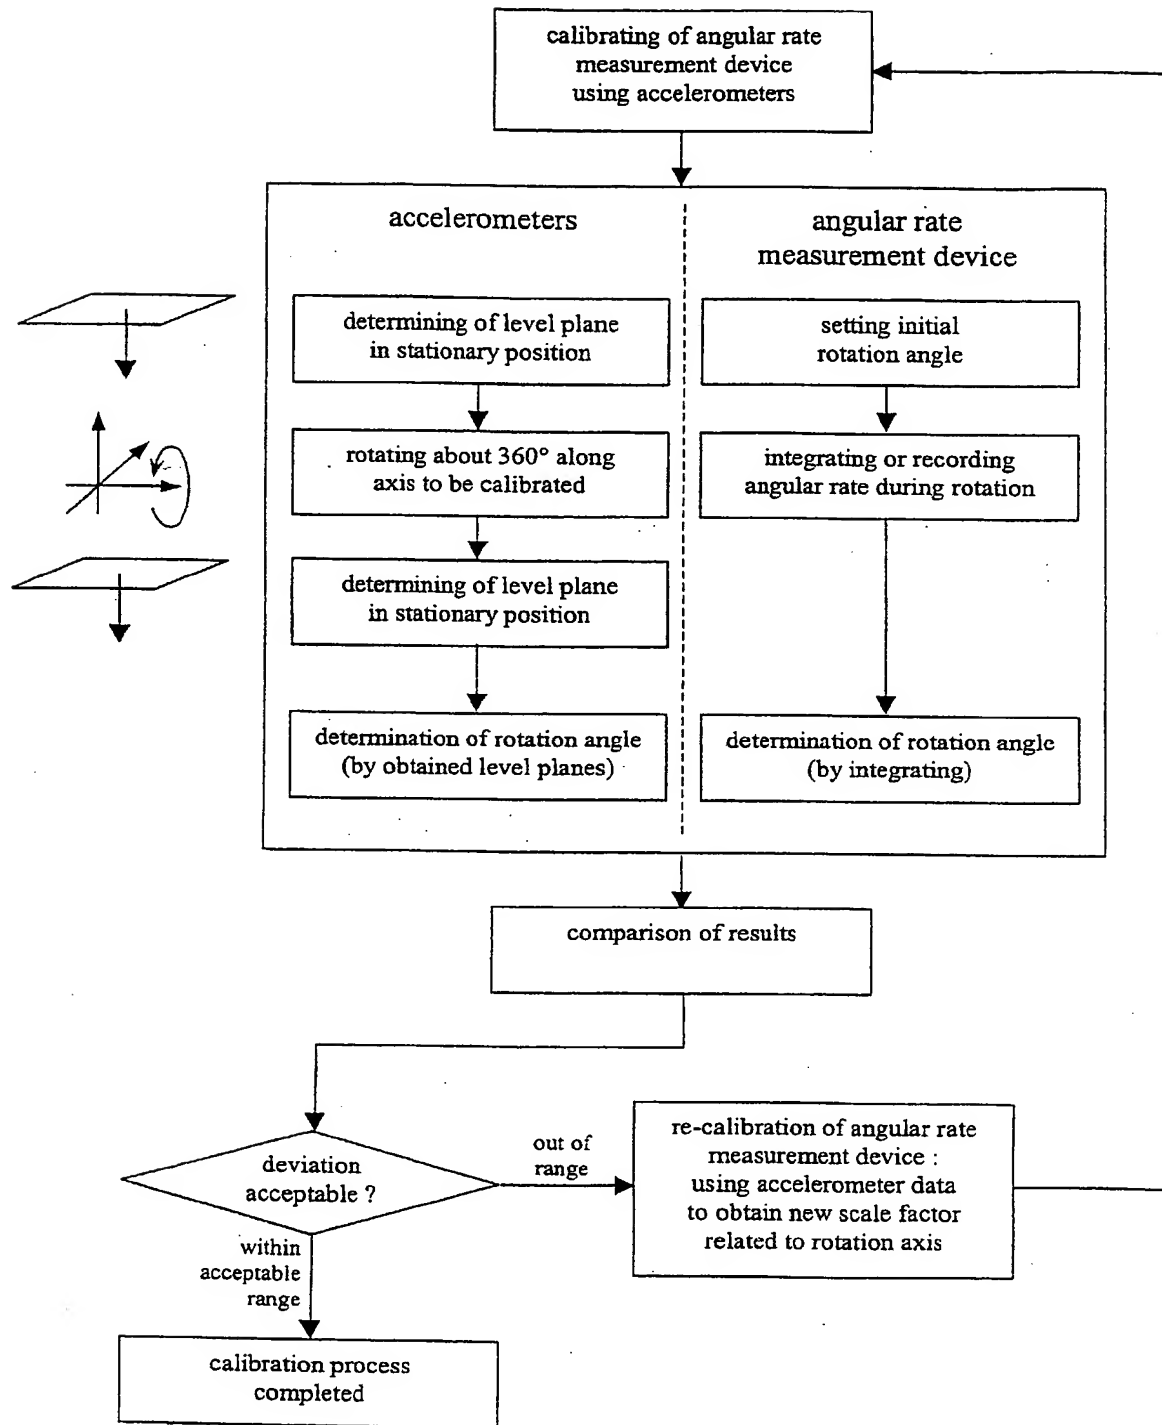 calibrating of angular rate
measurement device
using accelerometers
accelerometers
angular rate
measurement device
determining of level plane
in stationary position
setting initial
rotation angle
rotating about 360° along
axis to be calibrated
integrating or recording
angular rate during rotation
determining of level plane
in stationary position
determination of rotation angle
(by obtained level planes)
determination of rotation angle
(by integrating)
comparison of results
deviation
acceptable ?
out of
range
re-calibration of angular rate
measurement device :
using accelerometer data
to obtain new scale factor
related to rotation axis
within
acceptable
range
calibration process
completed